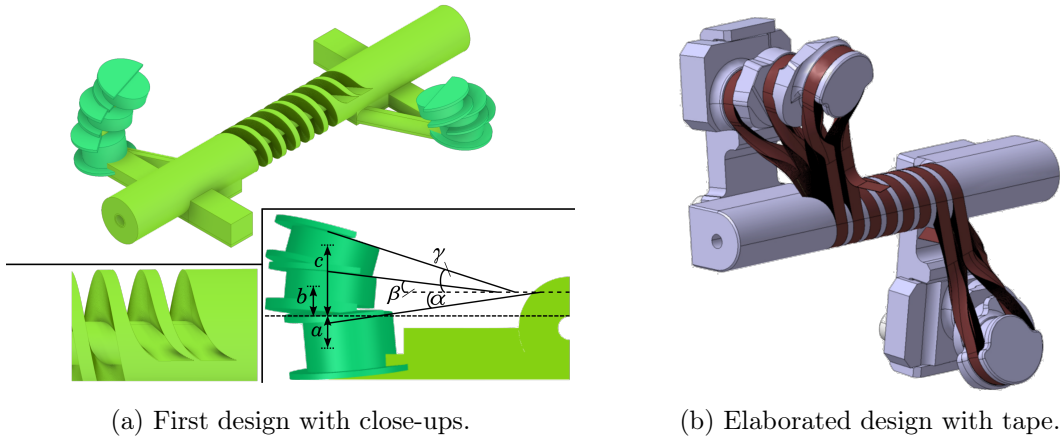 γ
c
β
b
α
a
(a) First design with close-ups.
(b) Elaborated design with tape.